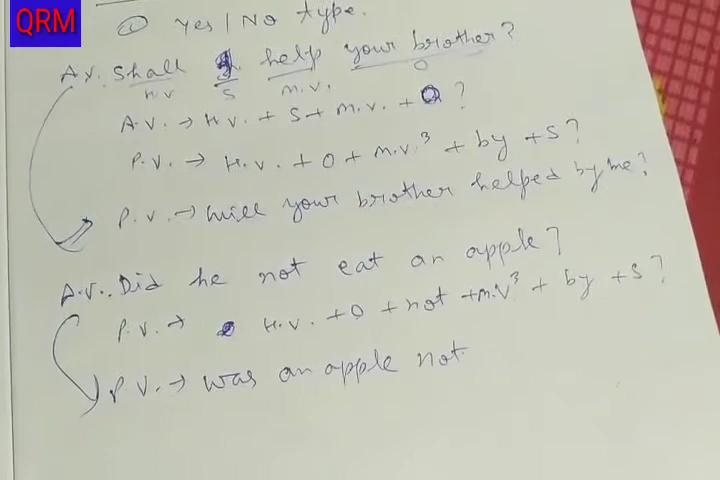 QRM
① Yes / No type.
A.V. Shall I help your brother?
H.V S M.V. O
A.V. → H.V. + S + M.V. + O ?
P.V. → H.V. + O + M.V.³ + by + S ?
P.V. → will your brother helped by me?
A.V. Did he not eat an apple?
P.V. → H.V. + O + not + M.V³ + by + S ?
P.V. → was an apple not